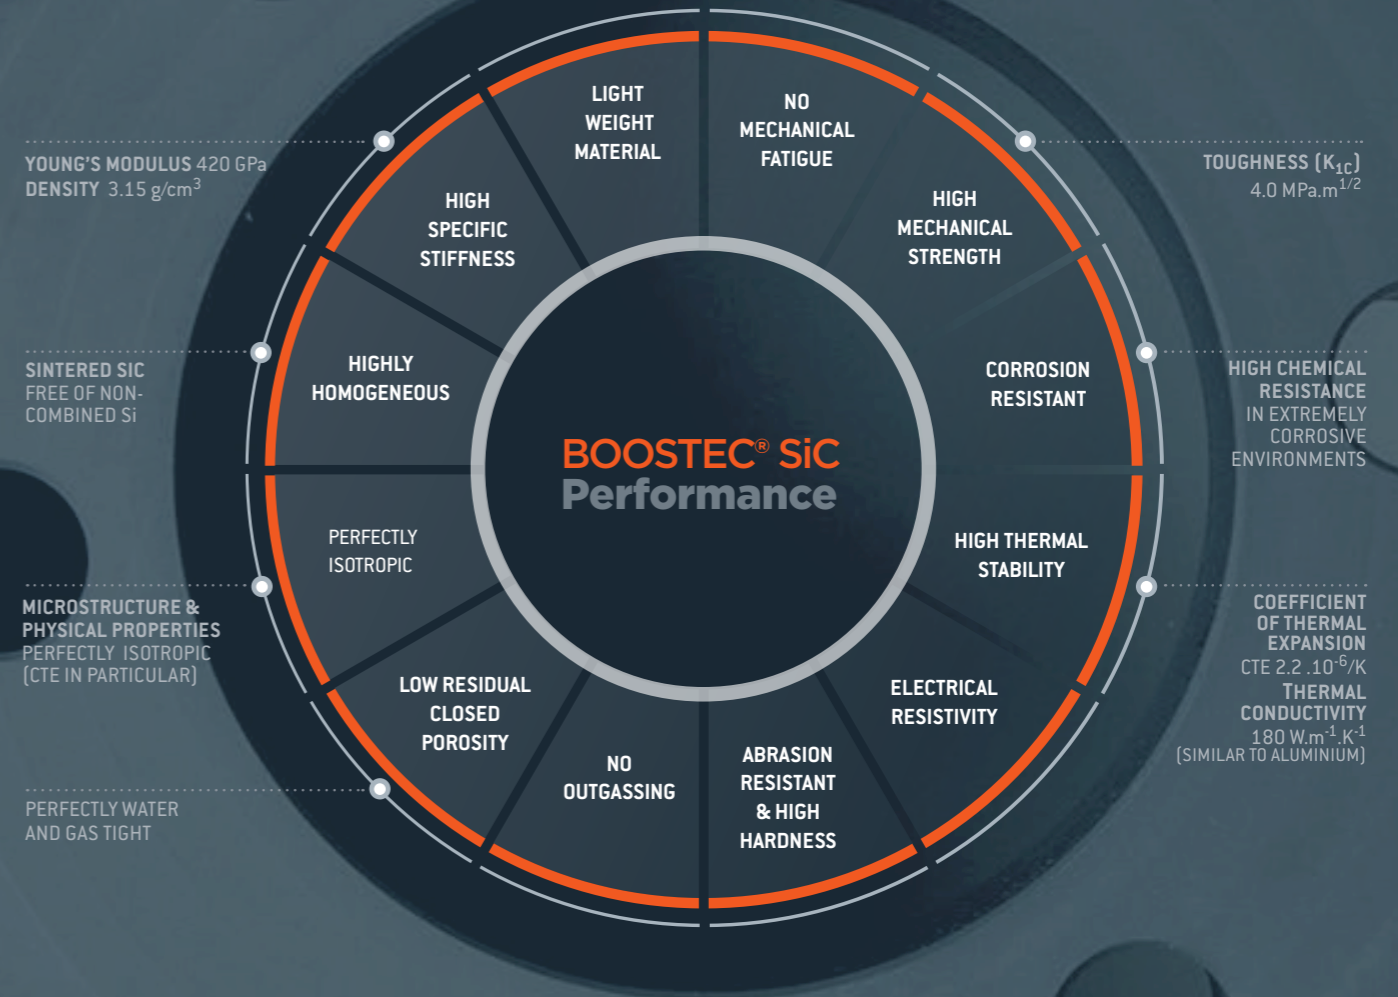 LIGHT
WEIGHT
MATERIAL
NO
MECHANICAL
FATIGUE
HIGH
MECHANICAL
STRENGTH
CORROSION
RESISTANT
HIGH THERMAL
STABILITY
ELECTRICAL
RESISTIVITY
ABRASION
RESISTANT
& HIGH
HARDNESS
NO
OUTGASSING
LOW RESIDUAL
CLOSED
POROSITY
PERFECTLY
ISOTROPIC
HIGHLY
HOMOGENEOUS
HIGH
SPECIFIC
STIFFNESS
BOOSTEC® SiC
Performance
YOUNG'S MODULUS 420 GPa
DENSITY 3.15 g/cm³
SINTERED SIC
FREE OF NON-
COMBINED Si
MICROSTRUCTURE &
PHYSICAL PROPERTIES
PERFECTLY ISOTROPIC
(CTE IN PARTICULAR)
PERFECTLY WATER
AND GAS TIGHT
TOUGHNESS (K₁C)
4.0 MPa.m¹/²
HIGH CHEMICAL
RESISTANCE
IN EXTREMELY
CORROSIVE
ENVIRONMENTS
COEFFICIENT
OF THERMAL
EXPANSION
CTE 2.2 .10⁻⁶/K
THERMAL
CONDUCTIVITY
180 W.m⁻¹.K⁻¹
(SIMILAR TO ALUMINIUM)